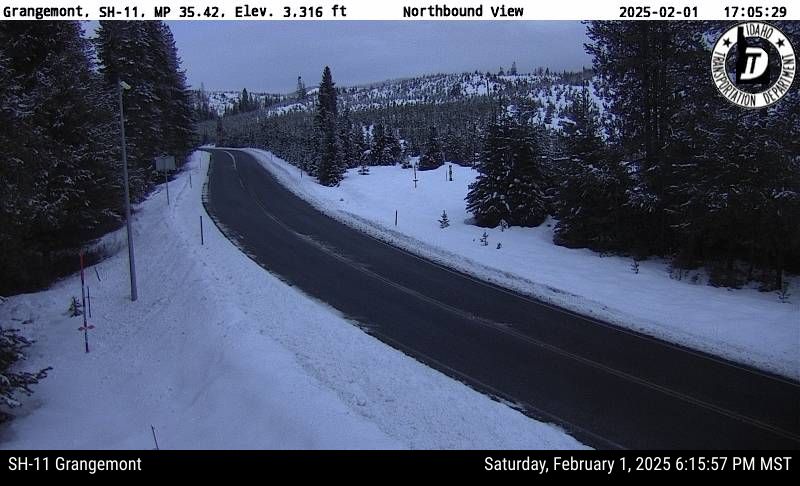 Grangemont, SH-11, MP 35.42, Elev. 3,316 ft Northbound View 2025-02-01 17:05:29
IDAHO
TRANSPORTATION DEPARTMENT
SH-11 Grangemont Saturday, February 1, 2025 6:15:57 PM MST